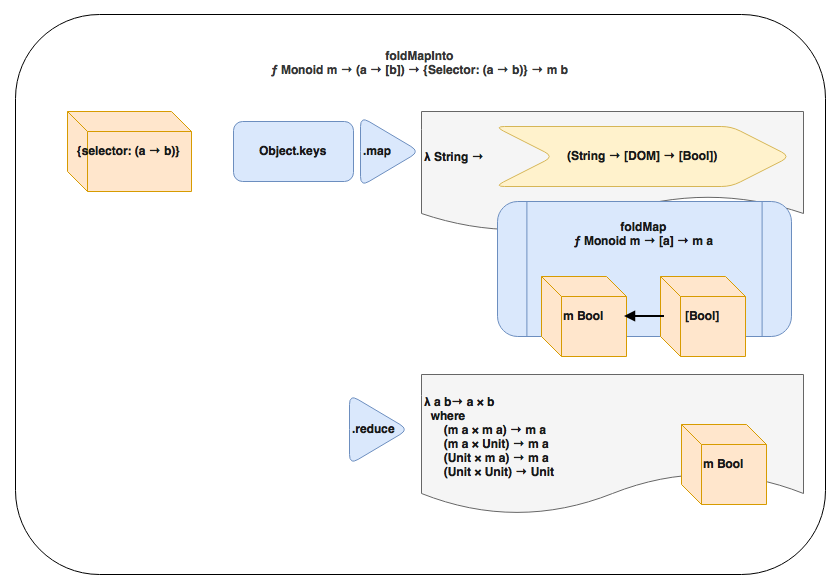 foldMapInto
ƒ Monoid m → (a → [b]) → {Selector: (a → b)} → m b
{selector: (a → b)}
Object.keys
.map
λ String →
(String → [DOM] → [Bool])
foldMap
ƒ Monoid m → [a] → m a
m Bool
[Bool]
.reduce
λ a b→ a × b
where
(m a × m a) → m a
(m a × Unit) → m a
(Unit × m a) → m a
(Unit × Unit) → Unit
m Bool